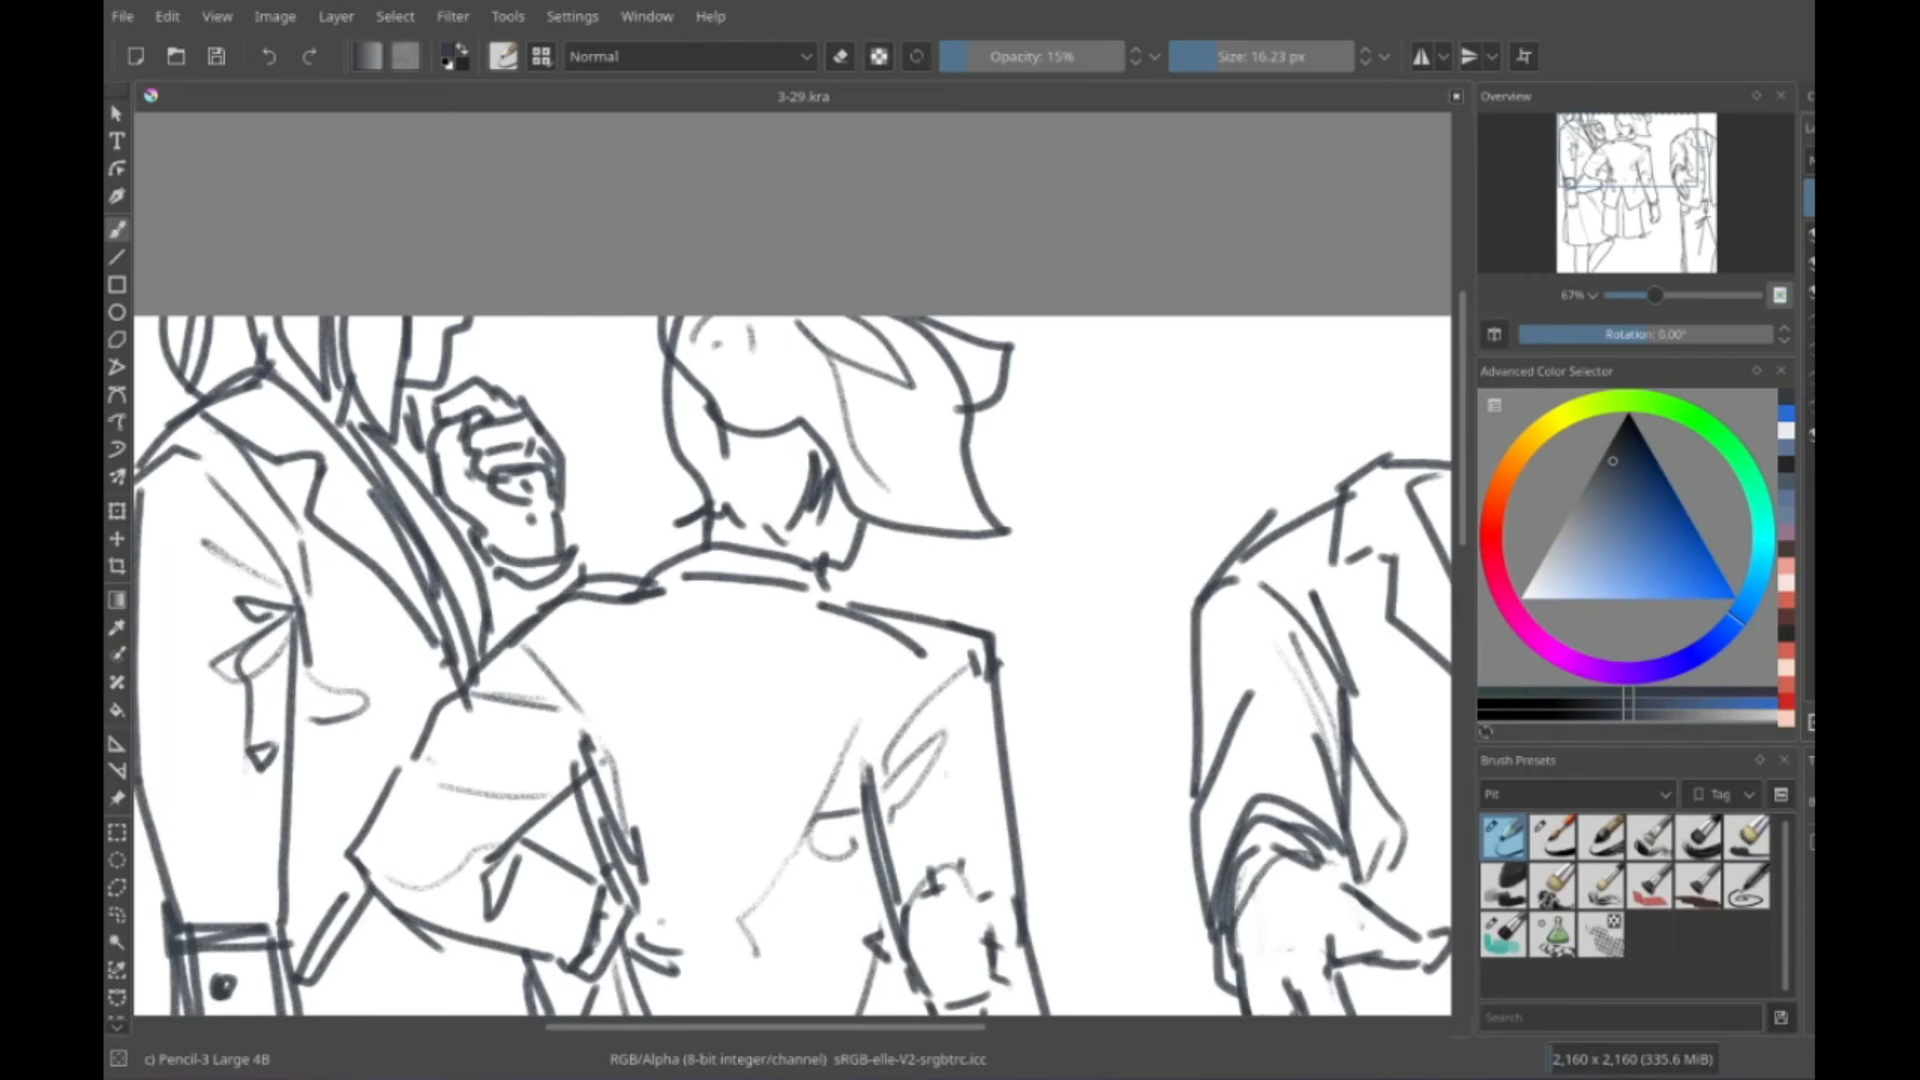 File Edit View Image Layer Select Filter Tools Settings Window Help
Normal Opacity: 15% Size: 16.23 px
3-29.kra
Overview
67%
Rotation: 0.00°
Advanced Color Selector
Brush Presets
Pit Tag
Search
c) Pencil-3 Large 4B RGB/Alpha (8-bit integer/channel) sRGB-elle-V2-srgbtrc.icc 2,160 x 2,160 (335.6 MiB)